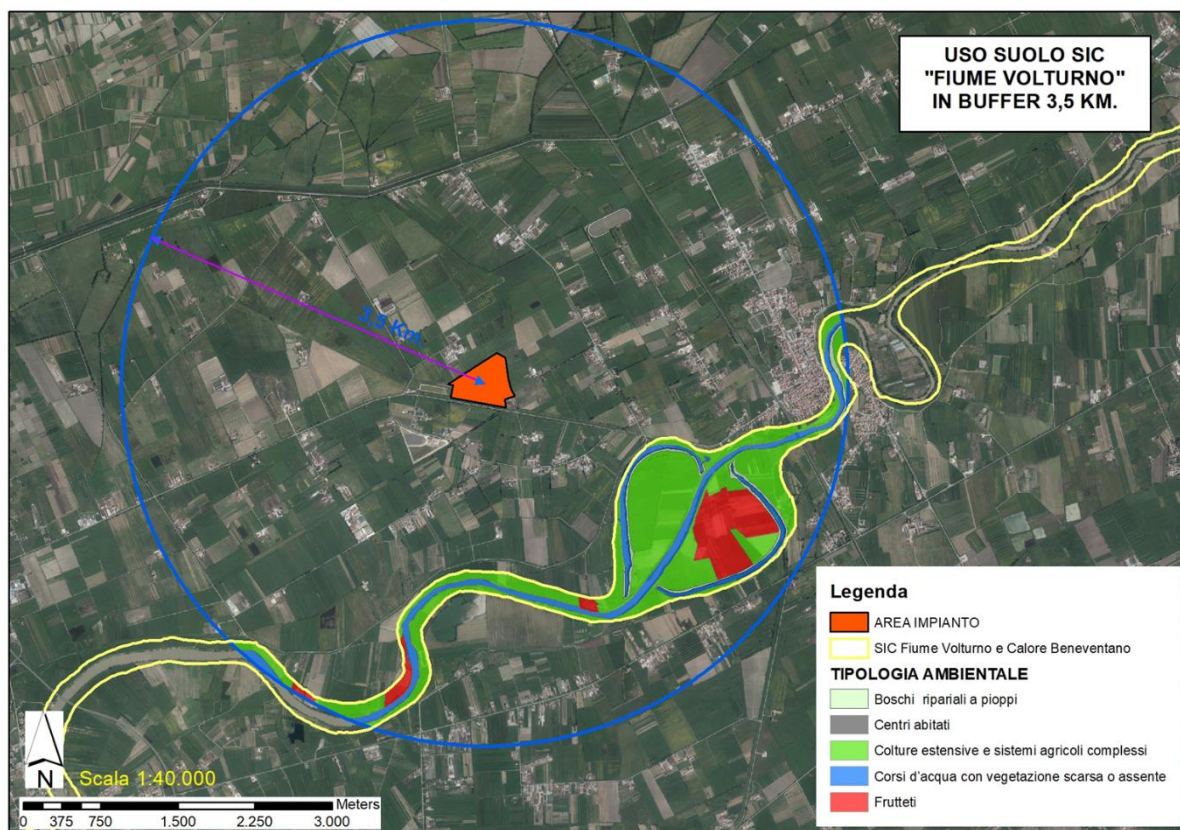 USO SUOLO SIC
"FIUME VOLTURNO"
IN BUFFER 3,5 KM.
3,5 Km.
Legenda
AREA IMPIANTO
SIC Fiume Volturno e Calore Beneventano
TIPOLOGIA AMBIENTALE
Boschi ripariali a pioppi
Centri abitati
Colture estensive e sistemi agricoli complessi
Corsi d'acqua con vegetazione scarsa o assente
Frutteti
N
Scala 1:40.000
Meters
0 375 750 1.500 2.250 3.000